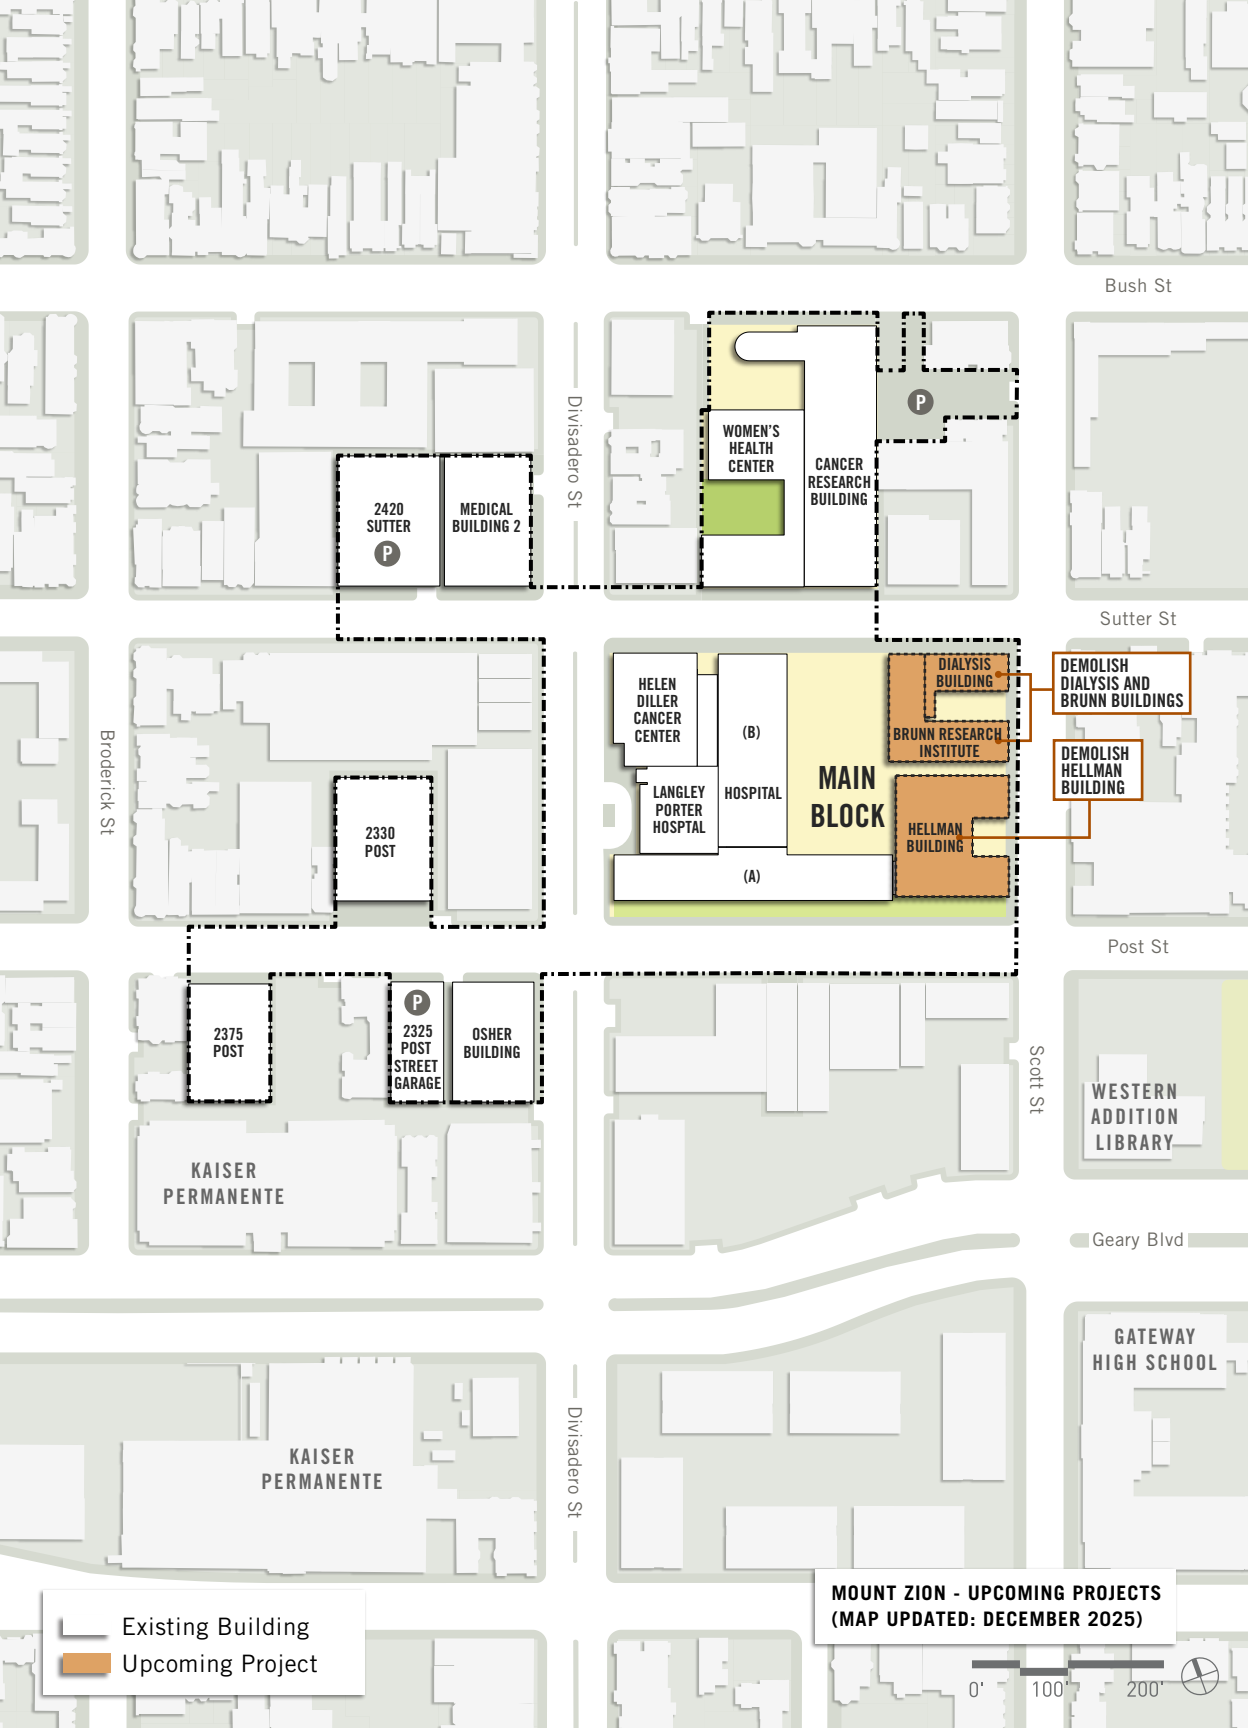 Bush St
Divisadero St
P
WOMEN'S
HEALTH
CENTER
CANCER
RESEARCH
BUILDING
2420
SUTTER
P
MEDICAL
BUILDING 2
Sutter St
HELEN
DILLER
CANCER
CENTER
(B)
HOSPITAL
LANGLEY
PORTER
HOSPTAL
(A)
MAIN
BLOCK
DIALYSIS
BUILDING
BRUNN RESEARCH
INSTITUTE
HELLMAN
BUILDING
DEMOLISH
DIALYSIS AND
BRUNN BUILDINGS
DEMOLISH
HELLMAN
BUILDING
Broderick St
2330
POST
Post St
2375
POST
P
2325
POST
STREET
GARAGE
OSHER
BUILDING
Scott St
WESTERN
ADDITION
LIBRARY
KAISER
PERMANENTE
Geary Blvd
GATEWAY
HIGH SCHOOL
KAISER
PERMANENTE
Divisadero St
MOUNT ZION - UPCOMING PROJECTS
(MAP UPDATED: DECEMBER 2025)
Existing Building
Upcoming Project
0' 100' 200'